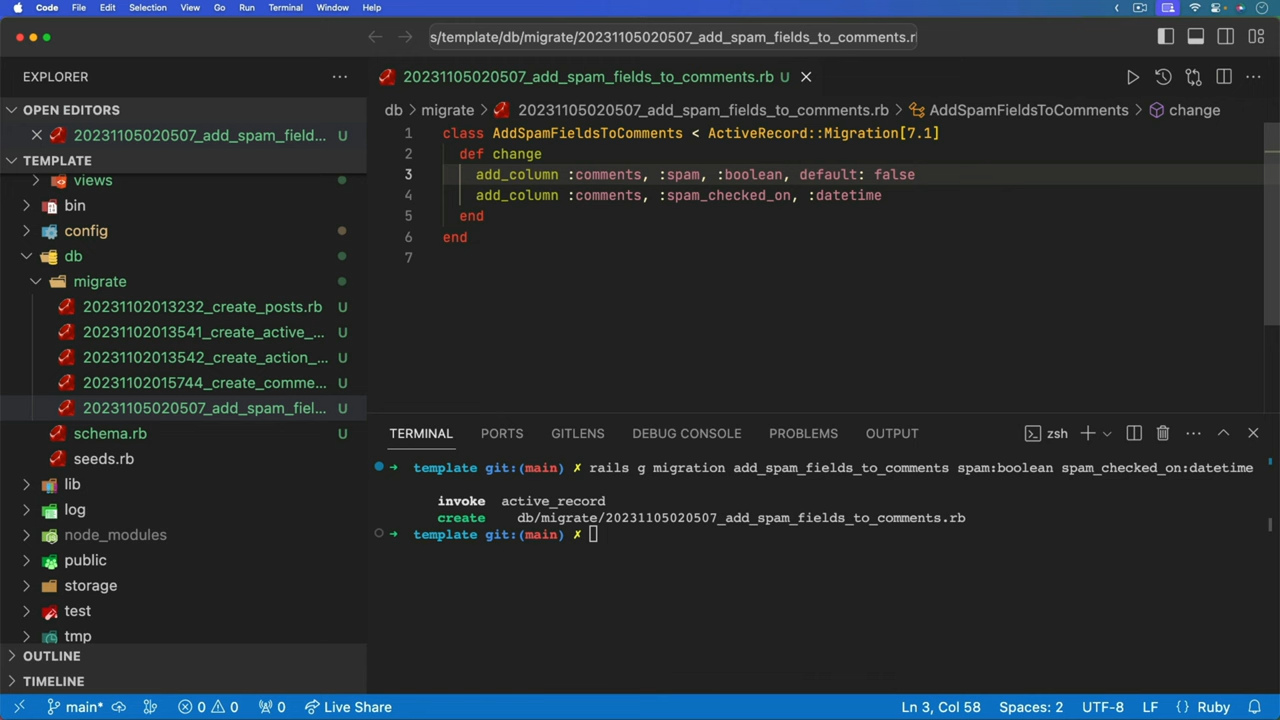 Code File Edit Selection View Go Run Terminal Window Help
s/template/db/migrate/20231105020507_add_spam_fields_to_comments.r
EXPLORER
20231105020507_add_spam_fields_to_comments.rb U
OPEN EDITORS
db migrate 20231105020507_add_spam_fields_to_comments.rb AddSpamFieldsToComments change
20231105020507_add_spam_field... U
TEMPLATE
views
bin
config
db
migrate
20231102013232_create_posts.rb U
20231102013541_create_active_... U
20231102013542_create_action_... U
20231102015744_create_comme... U
20231105020507_add_spam_fiel... U
schema.rb U
seeds.rb
lib
log
node_modules
public
storage
test
tmp
OUTLINE
TIMELINE
1 class AddSpamFieldsToComments < ActiveRecord::Migration[7.1]
2 def change
3 add_column :comments, :spam, :boolean, default: false
4 add_column :comments, :spam_checked_on, :datetime
5 end
6 end
7
TERMINAL PORTS GITLENS DEBUG CONSOLE PROBLEMS OUTPUT zsh
template git:(main) ✗ rails g migration add_spam_fields_to_comments spam:boolean spam_checked_on:datetime
invoke active_record
create db/migrate/20231105020507_add_spam_fields_to_comments.rb
template git:(main) ✗
main* 0 0 0 Live Share Ln 3, Col 58 Spaces: 2 UTF-8 LF {} Ruby